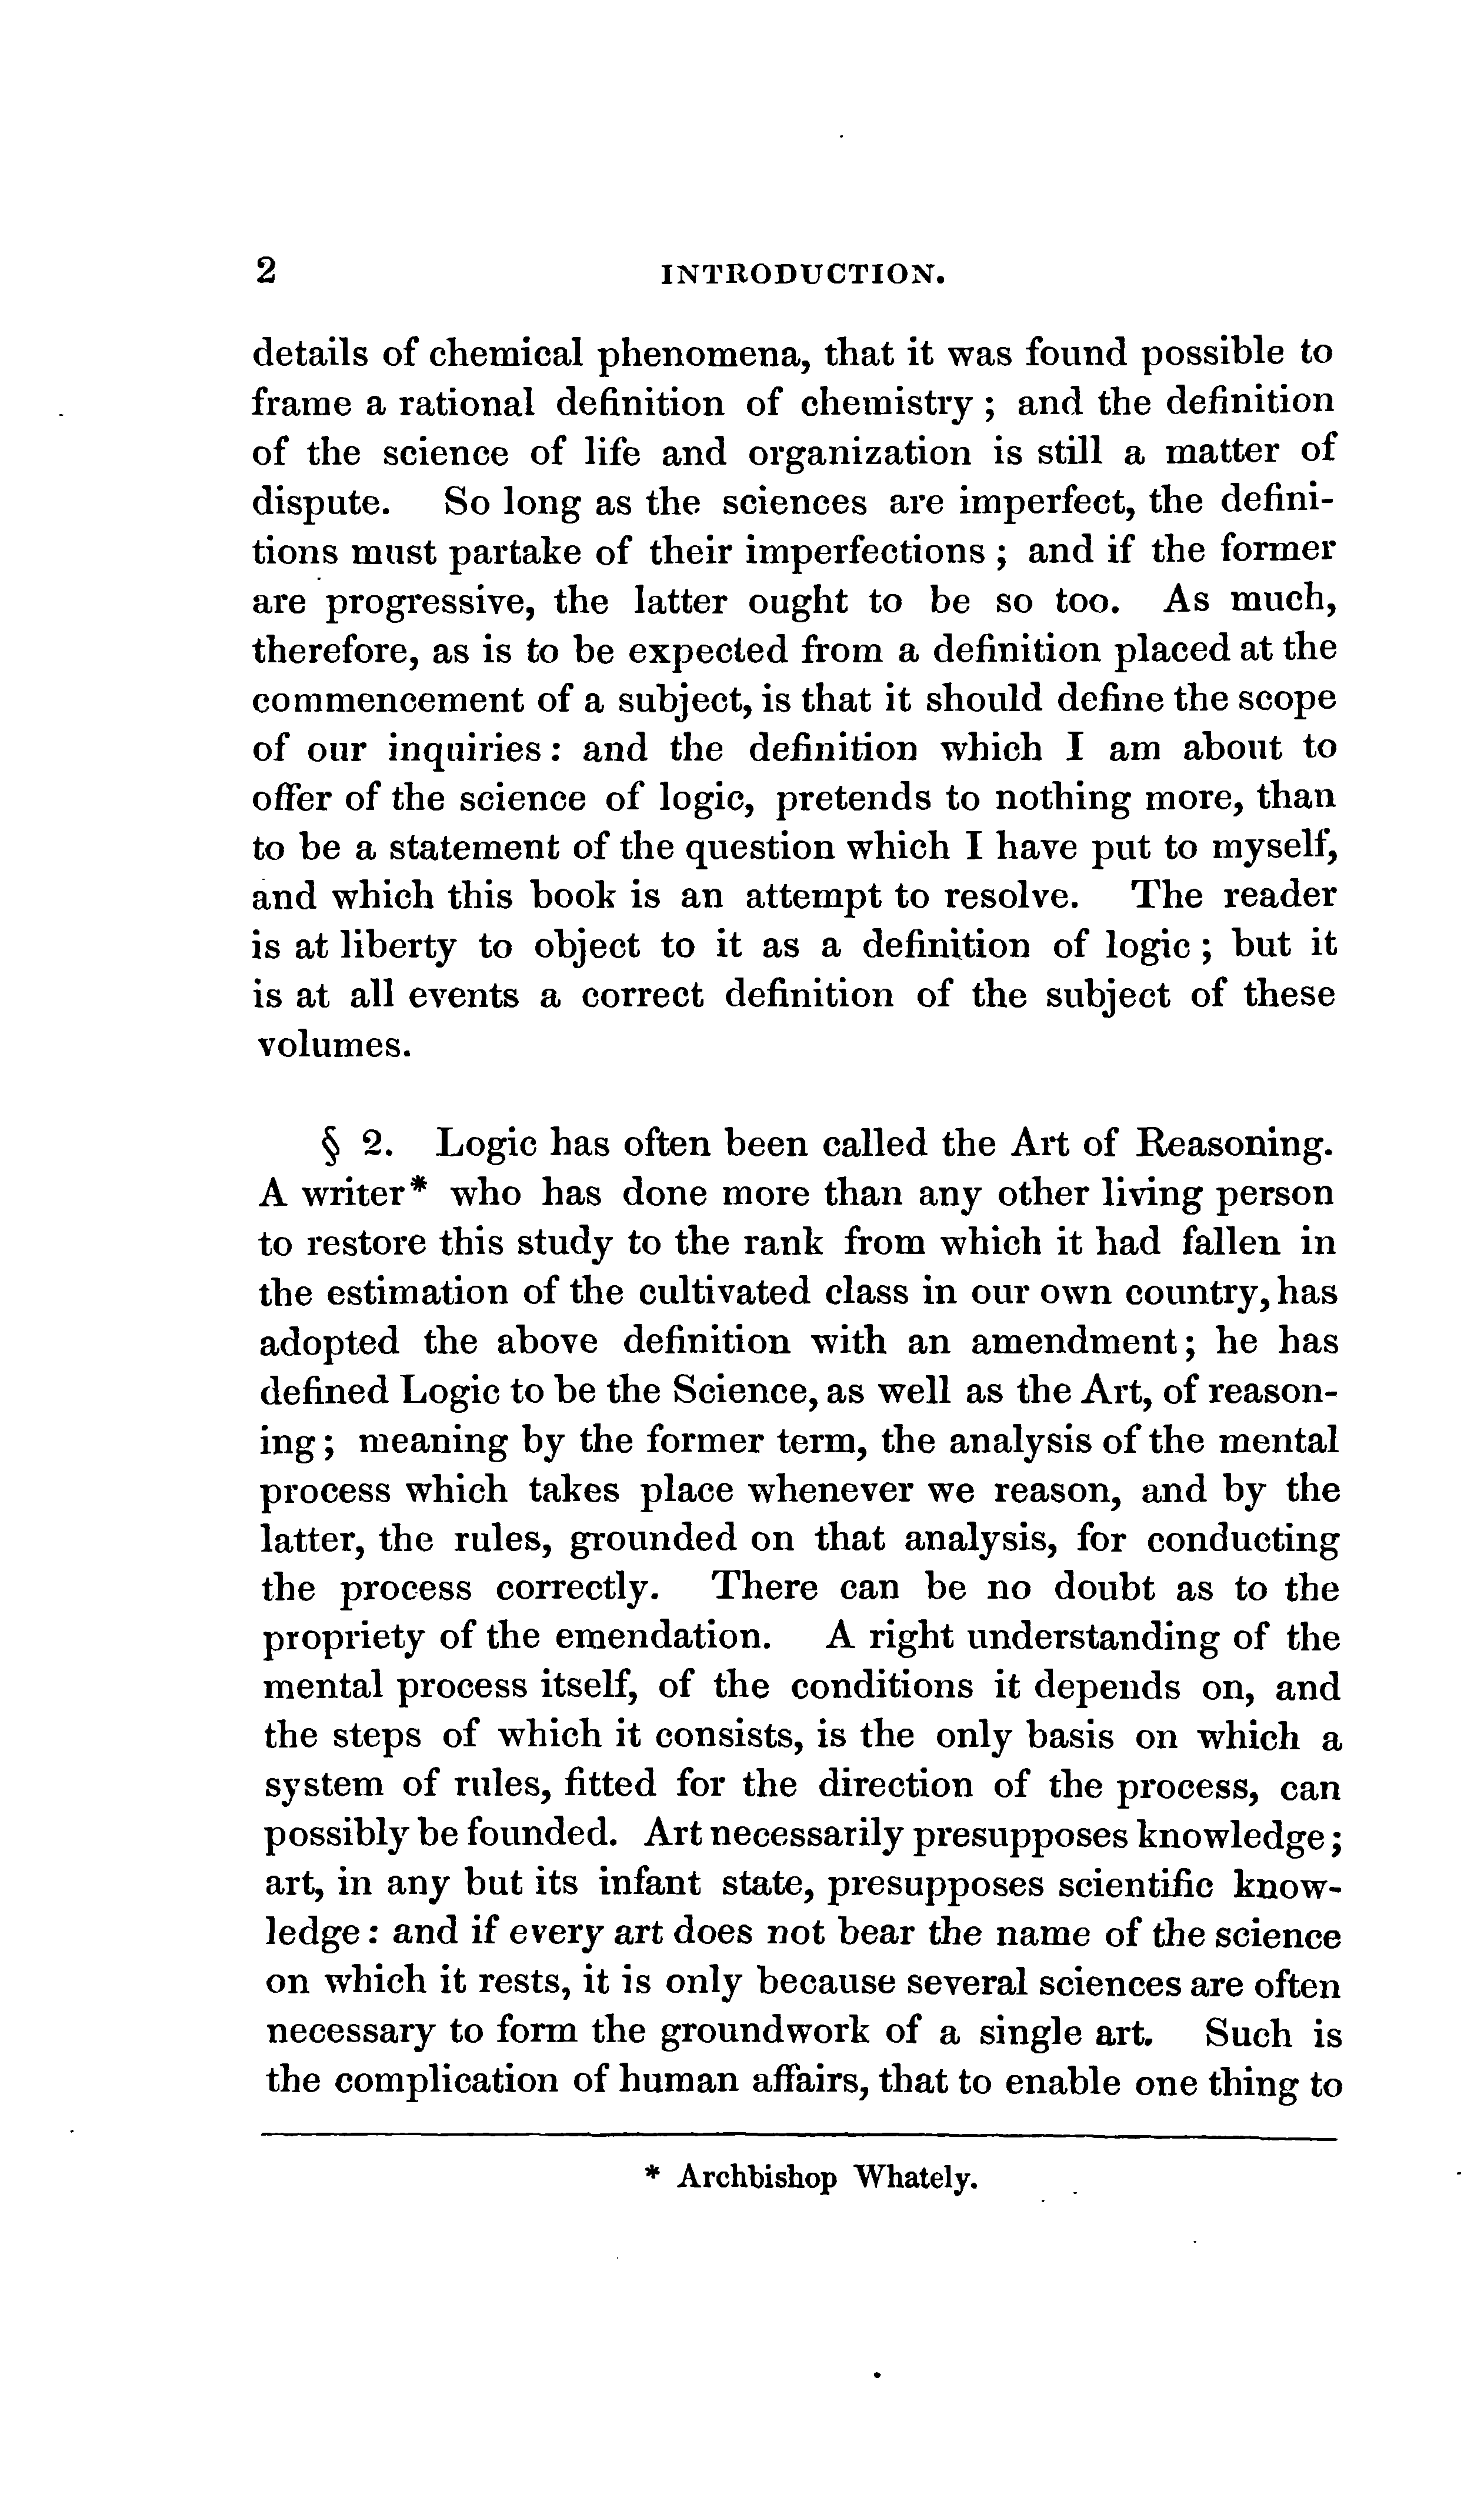 2 INTRODUCTION.
details of chemical phenomena, that it was found possible to
frame a rational definition of chemistry ; and the definition
of the science of life and organization is still a matter of
dispute. So long as the sciences are imperfect, the defini-
tions must partake of their imperfections ; and if the former
are progressive, the latter ought to be so too. As much,
therefore, as is to be expected from a definition placed at the
commencement of a subject, is that it should define the scope
of our inquiries : and the definition which I am about to
offer of the science of logic, pretends to nothing more, than
to be a statement of the question which I have put to myself,
and which this book is an attempt to resolve. The reader
is at liberty to object to it as a definition of logic ; but it
is at all events a correct definition of the subject of these
volumes.
§ 2. Logic has often been called the Art of Reasoning.
A writer* who has done more than any other living person
to restore this study to the rank from which it had fallen in
the estimation of the cultivated class in our own country, has
adopted the above definition with an amendment ; he has
defined Logic to be the Science, as well as the Art, of reason-
ing ; meaning by the former term, the analysis of the mental
process which takes place whenever we reason, and by the
latter, the rules, grounded on that analysis, for conducting
the process correctly. There can be no doubt as to the
propriety of the emendation. A right understanding of the
mental process itself, of the conditions it depends on, and
the steps of which it consists, is the only basis on which a
system of rules, fitted for the direction of the process, can
possibly be founded. Art necessarily presupposes knowledge ;
art, in any but its infant state, presupposes scientific know-
ledge : and if every art does not bear the name of the science
on which it rests, it is only because several sciences are often
necessary to form the groundwork of a single art. Such is
the complication of human affairs, that to enable one thing to
* Archbishop Whately.